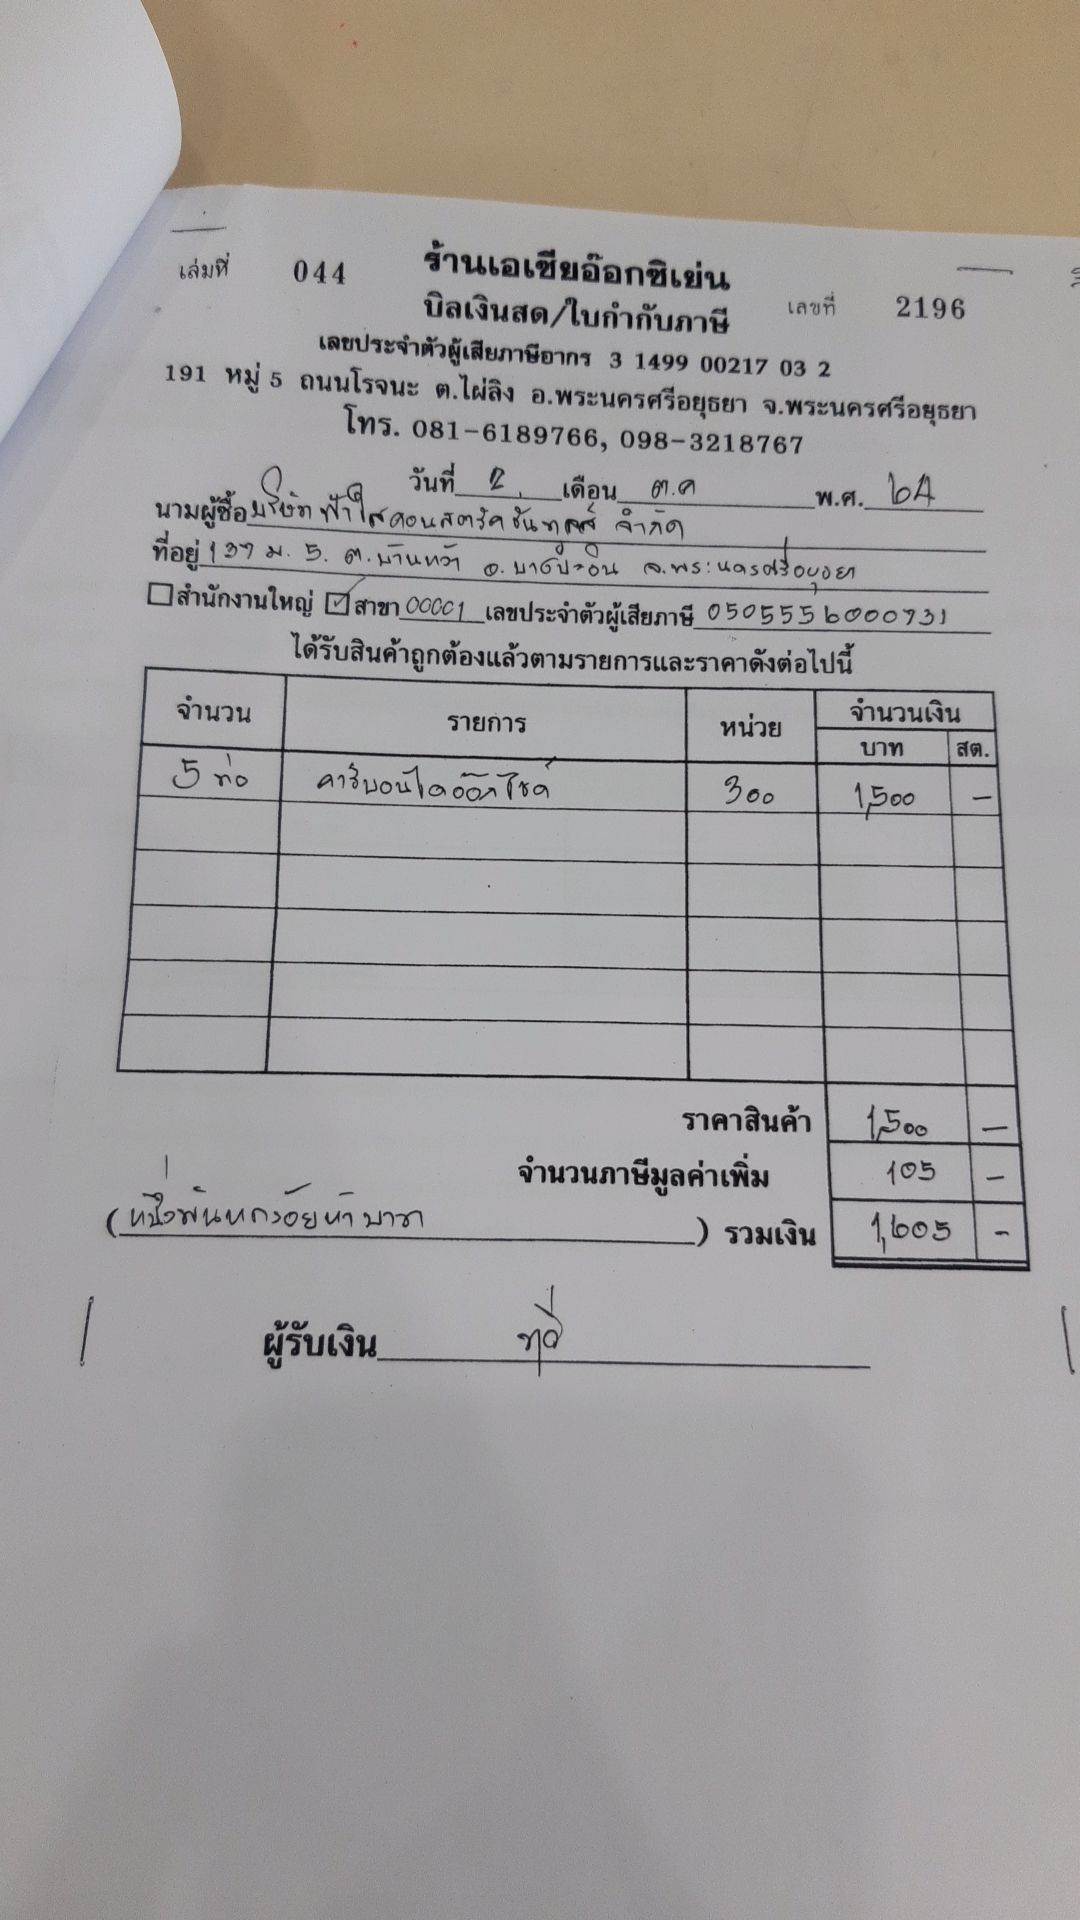 เล่มที่ 044 ร้านเอเซียอ๊อกซิเย่น
บิลเงินสด/ใบกำกับภาษี เลขที่ 2196
เลขประจำตัวผู้เสียภาษีอากร 3 1499 00217 03 2
191 หมู่ 5 ถนนโรจนะ ต.ไผ่ลิง อ.พระนครศรีอยุธยา จ.พระนครศรีอยุธยา
โทร. 081-6189766, 098-3218767
วันที่ 2 เดือน ต.ค พ.ศ. 64
นามผู้ซื้อ บริษัท ฟ้าใสคอนสตรัคชั่น จำกัด
ที่อยู่ 137 ม. 5. ต.บ้านหว้า อ.บางปะอิน จ.พระนครศรีอยุธยา
สำนักงานใหญ่ สาขา 00001 เลขประจำตัวผู้เสียภาษี 0505556000731
ได้รับสินค้าถูกต้องแล้วตามรายการและราคาดังต่อไปนี้
จำนวน รายการ หน่วย จำนวนเงิน
บาท สต.
5 ท่อ คาร์บอนไดอ๊อกไซค์ 300 1,500 -
ราคาสินค้า 1,500 -
จำนวนภาษีมูลค่าเพิ่ม 105 -
(หนึ่งพันหกร้อยห้าบาท) รวมเงิน 1,605 -
ผู้รับเงิน